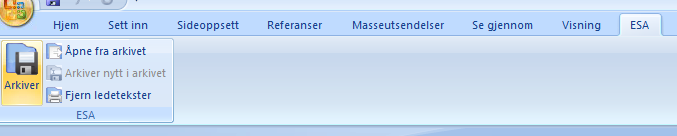 Hjem Sett inn Sideoppsett Referanser Masseutsendelser Se gjennom Visning ESA
Åpne fra arkivet
Arkiver nytt i arkivet
Arkiver
Fjern ledetekster
ESA